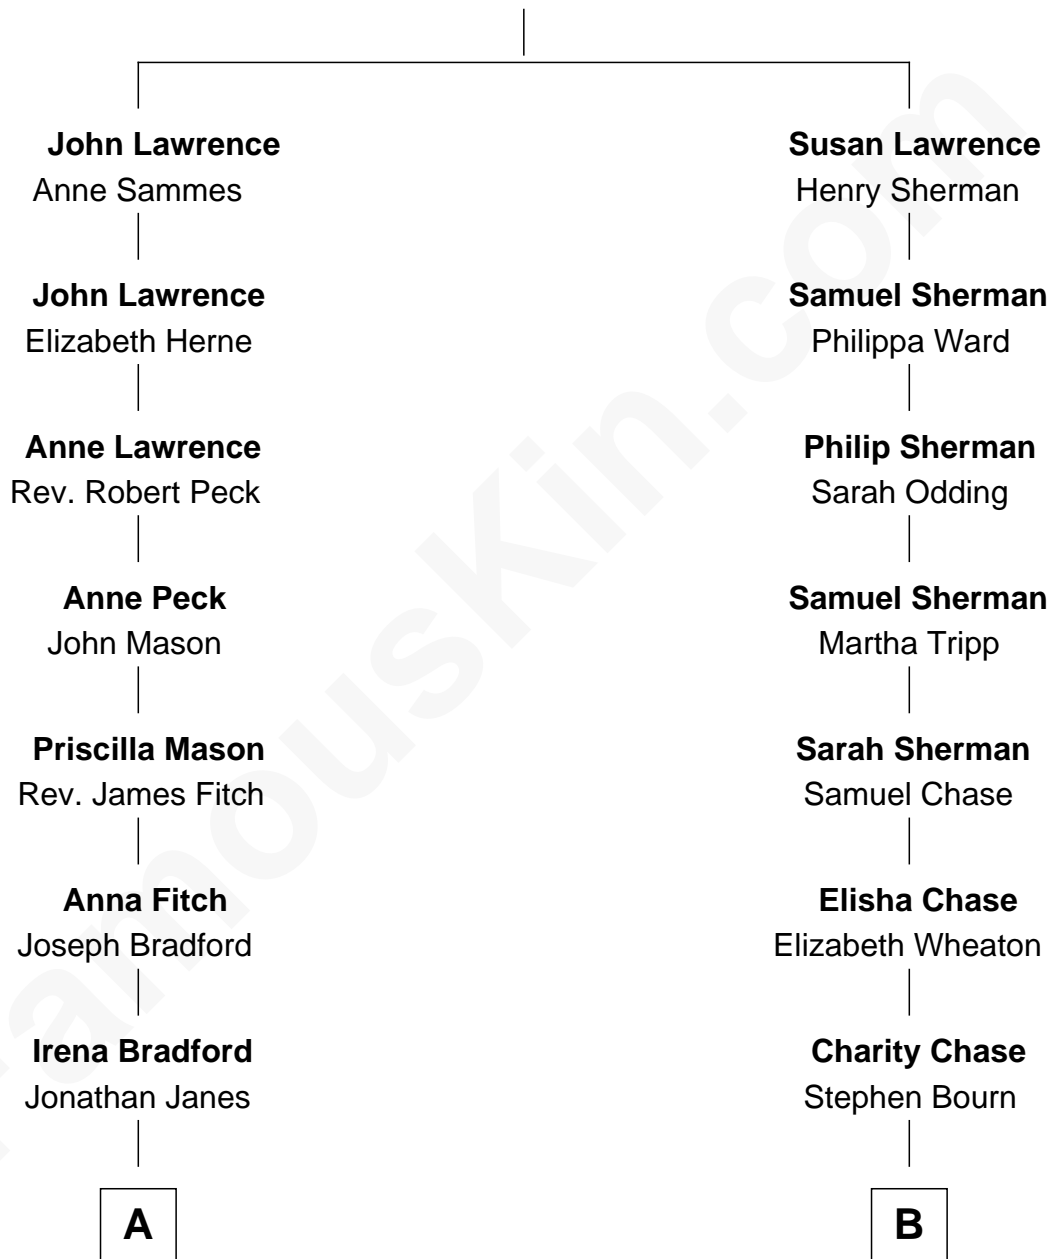 John Lawrence
Anne Sammes
John Lawrence
Elizabeth Herne
Anne Lawrence
Rev. Robert Peck
Anne Peck
John Mason
Priscilla Mason
Rev. James Fitch
Anna Fitch
Joseph Bradford
Irena Bradford
Jonathan Janes
A
Susan Lawrence
Henry Sherman
Samuel Sherman
Philippa Ward
Philip Sherman
Sarah Odding
Samuel Sherman
Martha Tripp
Sarah Sherman
Samuel Chase
Elisha Chase
Elizabeth Wheaton
Charity Chase
Stephen Bourn
B
FamousKin.com